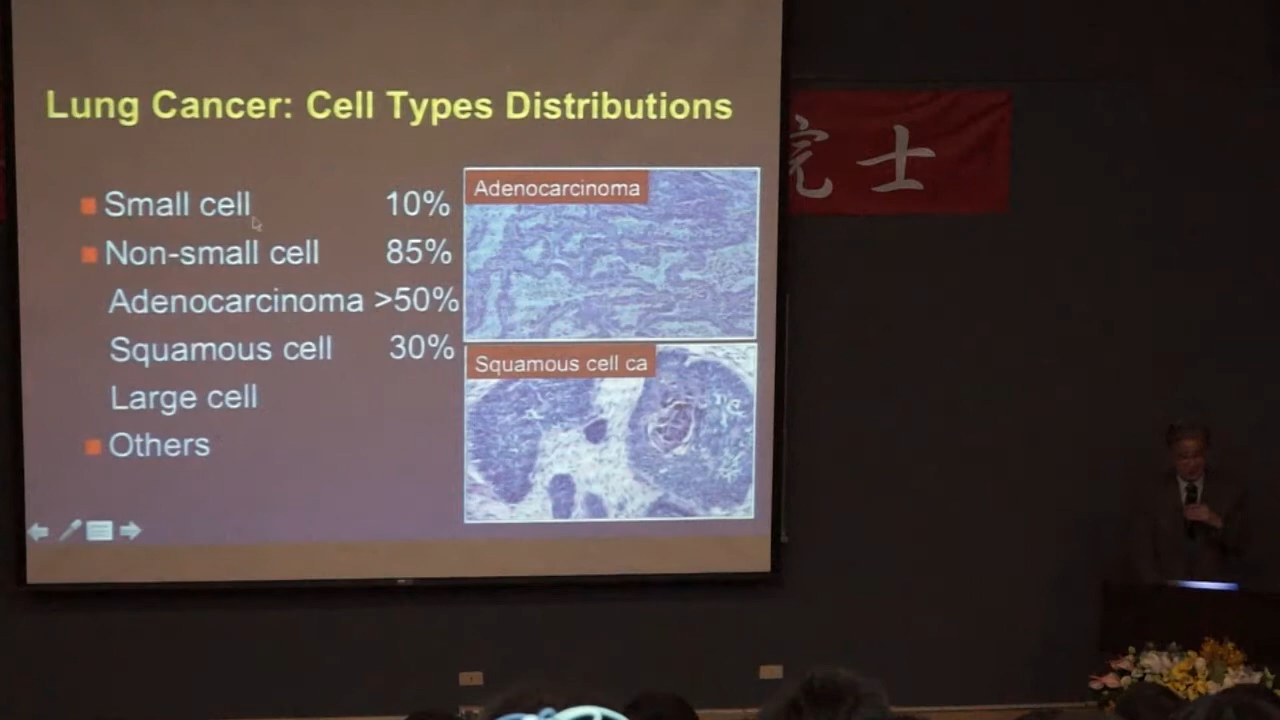 Lung Cancer: Cell Types Distributions
Small cell 10%
Non-small cell 85%
Adenocarcinoma >50%
Squamous cell 30%
Large cell
Others
Adenocarcinoma
Squamous cell ca
院士